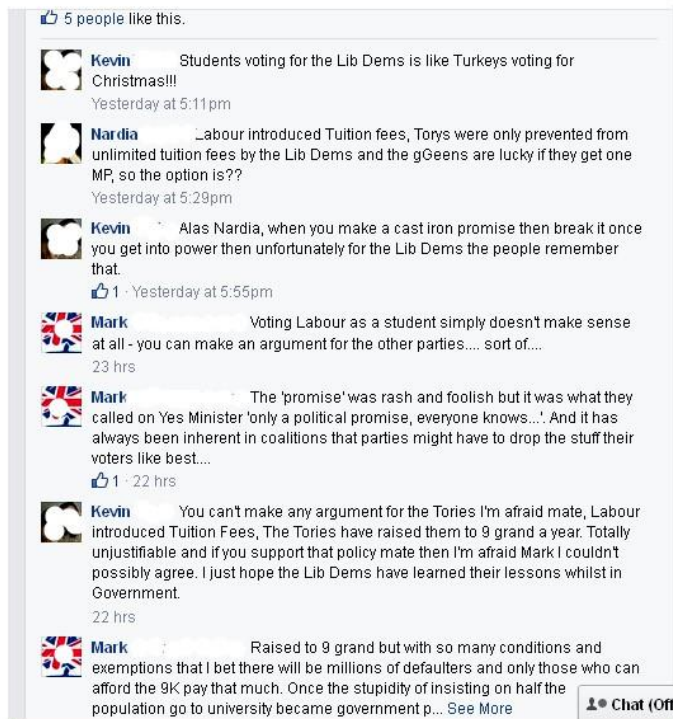 5 people like this.
Kevin Students voting for the Lib Dems is like Turkeys voting for
Christmas!!!
Yesterday at 5:11pm
Nardia Labour introduced Tuition fees, Torys were only prevented from
unlimited tuition fees by the Lib Dems and the gGeens are lucky if they get one
MP, so the option is??
Yesterday at 5:29pm
Kevin Alas Nardia, when you make a cast iron promise then break it once
you get into power then unfortunately for the Lib Dems the people remember
that.
1 · Yesterday at 5:55pm
Mark Voting Labour as a student simply doesn't make sense
at all - you can make an argument for the other parties.... sort of....
23 hrs
Mark The 'promise' was rash and foolish but it was what they
called on Yes Minister 'only a political promise, everyone knows...'. And it has
always been inherent in coalitions that parties might have to drop the stuff their
voters like best....
1 · 22 hrs
Kevin You can't make any argument for the Tories I'm afraid mate, Labour
introduced Tuition Fees, The Tories have raised them to 9 grand a year. Totally
unjustifiable and if you support that policy mate then I'm afraid Mark I couldn't
possibly agree. I just hope the Lib Dems have learned their lessons whilst in
Government.
22 hrs
Mark Raised to 9 grand but with so many conditions and
exemptions that I bet there will be millions of defaulters and only those who can
afford the 9K pay that much. Once the stupidity of insisting on half the
population go to university became government p... See More
Chat (Off